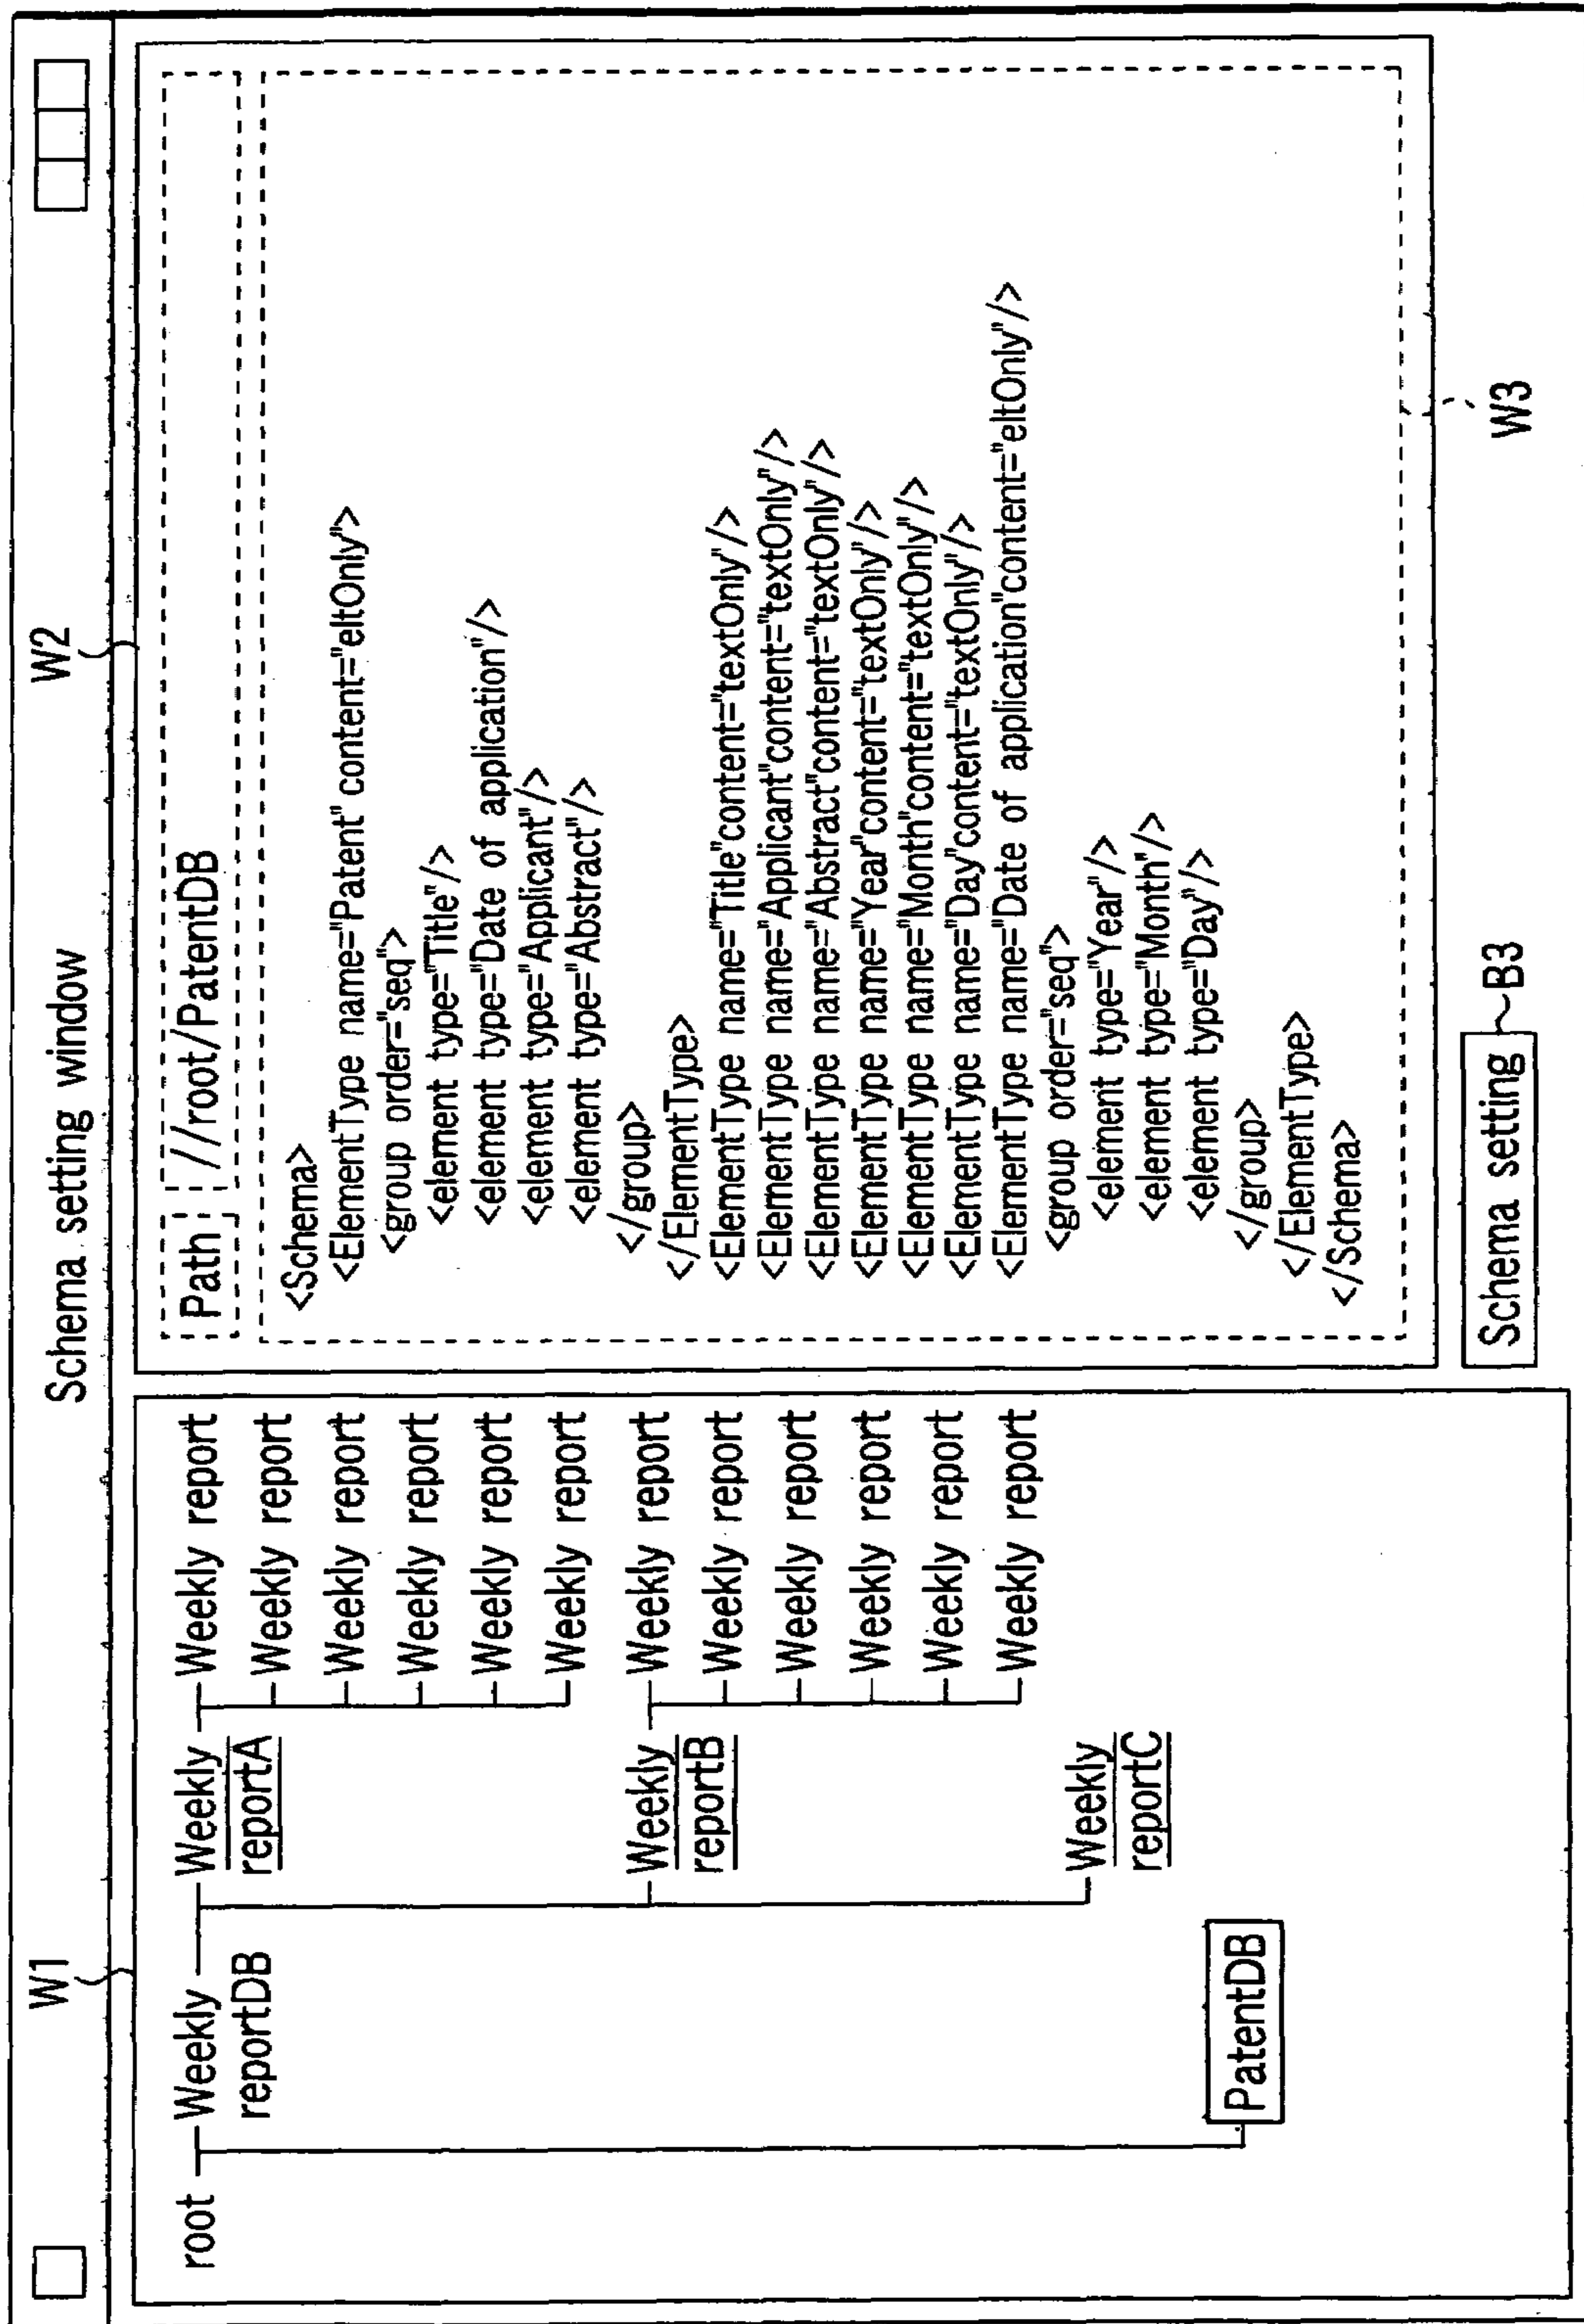 Schema setting window
W1
W2
root
Weekly
reportDB
Weekly
reportA
Weekly report
Weekly report
Weekly report
Weekly report
Weekly report
Weekly report
Weekly
reportB
Weekly report
Weekly report
Weekly report
Weekly report
Weekly report
Weekly report
Weekly
reportC
PatentDB
Path //root/PatentDB
<Schema>
<ElementType name="Patent" content="eltOnly">
<group order="seq">
<element type="Title"/>
<element type="Date of application"/>
<element type="Applicant"/>
<element type="Abstract"/>
</group>
</ElementType>
<ElementType name="Title"content="textOnly"/>
<ElementType name="Applicant"content="textOnly"/>
<ElementType name="Abstract"content="textOnly"/>
<ElementType name="Year"content="textOnly"/>
<ElementType name="Month"content="textOnly"/>
<ElementType name="Day"content="textOnly"/>
<ElementType name="Date of application"content="eltOnly"/>
<group order="seq">
<element type="Year"/>
<element type="Month"/>
<element type="Day"/>
</group>
</ElementType>
</Schema>
W3
Schema setting B3